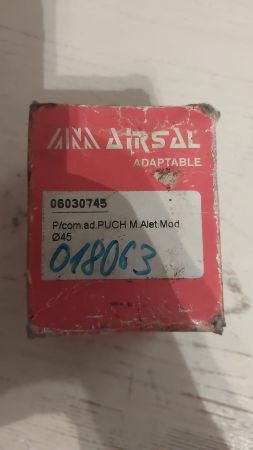 AIRSAL
ADAPTABLE
06030745
P/com.ad.PUCH M.Alet.Mod
Ø45
018063